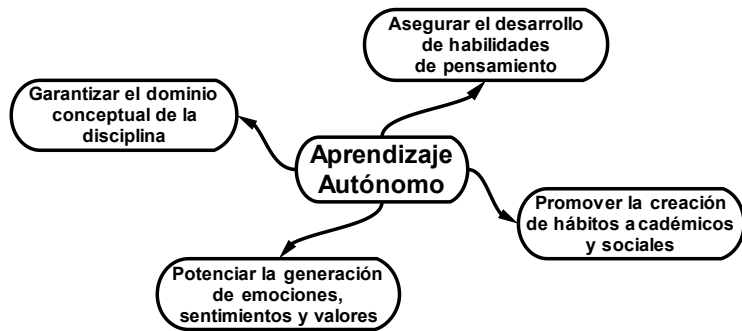 Asegurar el desarrollo
de habilidades
de pensamiento
Garantizar el dominio
conceptual de la
disciplina
Aprendizaje
Autónomo
Promover la creación
de hábitos académicos
y sociales
Potenciar la generación
de emociones,
sentimientos y valores